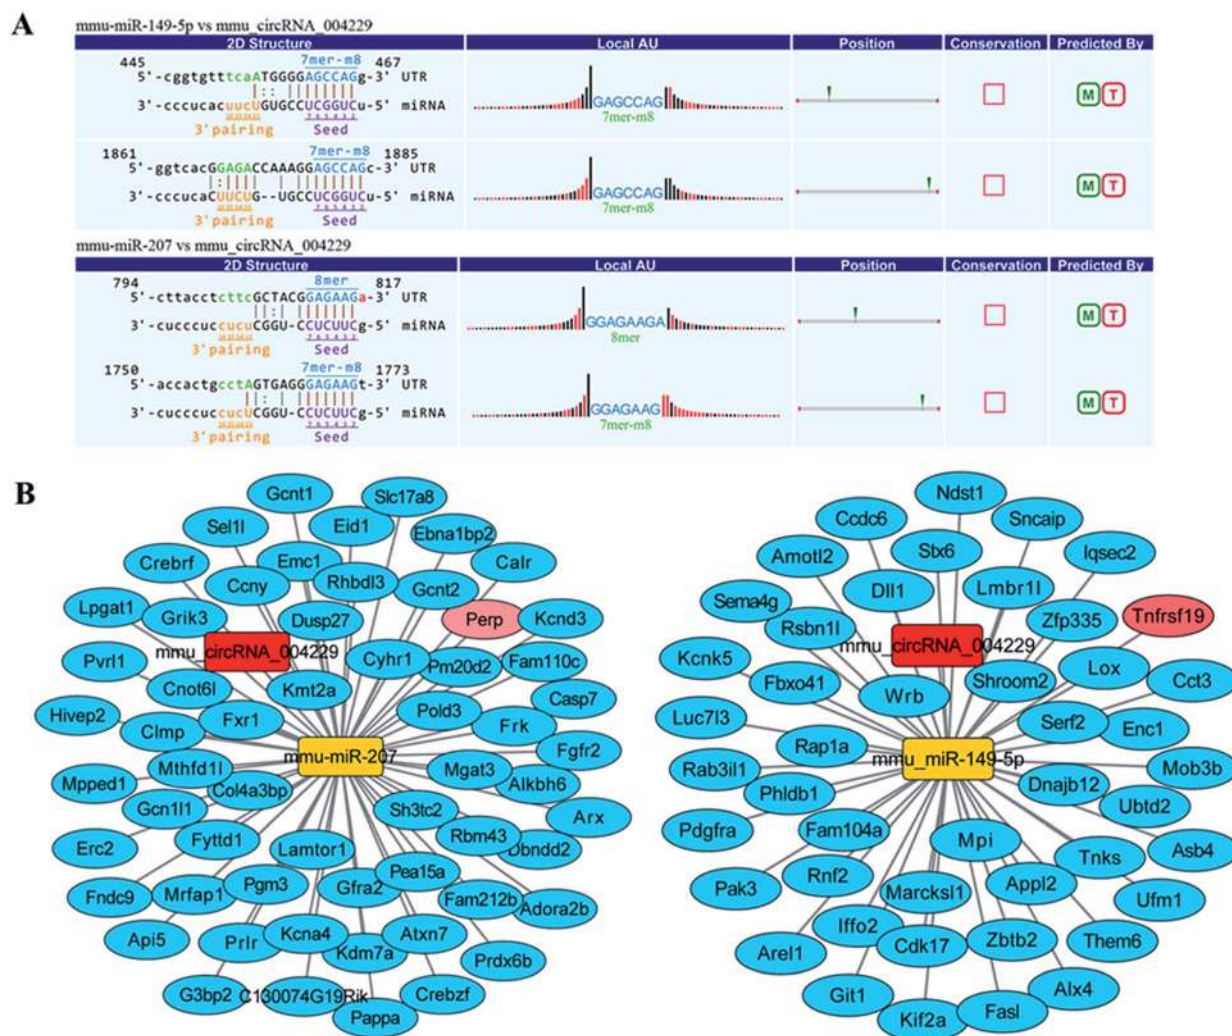 A
mmu-miR-149-5p vs mmu_circRNA_004229
2D Structure Local AU Position Conservation Predicted By
7mer-m8
445 467
5'-cggtgtttcaATGGGGAGCCAGg-3' UTR
3'-cccucacuucUGUGCCUCGGUCu-5' miRNA
3'pairing Seed
GAGCCAG
7mer-m8
M T
7mer-m8
1861 1885
5'-ggtcacGGAGACCAAAGGAGCCAGc-3' UTR
3'-cccucaCUUCUG--UGCCUCGGUCu-5' miRNA
3'pairing Seed
GAGCCAG
7mer-m8
M T
mmu-miR-207 vs mmu_circRNA_004229
2D Structure Local AU Position Conservation Predicted By
8mer
794 817
5'-cttacctcttcGCTACGGAGAAGa-3' UTR
3'-cucccuccucuCGGU-CCUCUUCg-5' miRNA
3'pairing Seed
GGAGAAGA
8mer
M T
7mer-m8
1750 1773
5'-accactgcctAGTGAGGGAGAAGt-3' UTR
3'-cucccuccucuCGGU-CCUCUUCg-5' miRNA
3'pairing Seed
GGAGAAG
7mer-m8
M T
B
Gcnt1
Slc17a8
Sel1l
Eid1
Ebna1bp2
Crebrf
Emc1
Calr
Ccny
Rhbdl3
Gcnt2
Lpgat1
Grik3
Dusp27
Perp
Kcnd3
mmu_circRNA_004229
Pvrl1
Cyhr1
Pm20d2
Fam110c
Cnot6l
Kmt2a
Casp7
Hivep2
Clmp
Fxr1
Pold3
Frk
mmu-miR-207
Fgfr2
Mpped1
Mthfd1l
Col4a3bp
Mgat3
Alkbh6
Gcn1l1
Sh3tc2
Arx
Erc2
Fyttd1
Lamtor1
Rbm43
Dbndd2
Fndc9
Mrfap1
Pgm3
Gfra2
Pea15a
Fam212b
Adora2b
Api5
Prlr
Kcna4
Kdm7a
Atxn7
Prdx6b
G3bp2
C130074G19Rik
Pappa
Crebzf
Ndst1
Ccdc6
Sncaip
Amotl2
Stx6
Iqsec2
Dll1
Lmbr1l
Sema4g
Rsbn1l
Zfp335
Tnfrsf19
mmu_circRNA_004229
Kcnk5
Fbxo41
Wrb
Shroom2
Lox
Cct3
Luc7l3
Rap1a
Serf2
Enc1
mmu_miR-149-5p
Rab3il1
Phldb1
Dnajb12
Mob3b
Ubtd2
Pdgfra
Fam104a
Mpi
Tnks
Asb4
Pak3
Rnf2
Marcksl1
Appl2
Ufm1
Arel1
Iffo2
Cdk17
Zbtb2
Them6
Git1
Kif2a
Fasl
Alx4